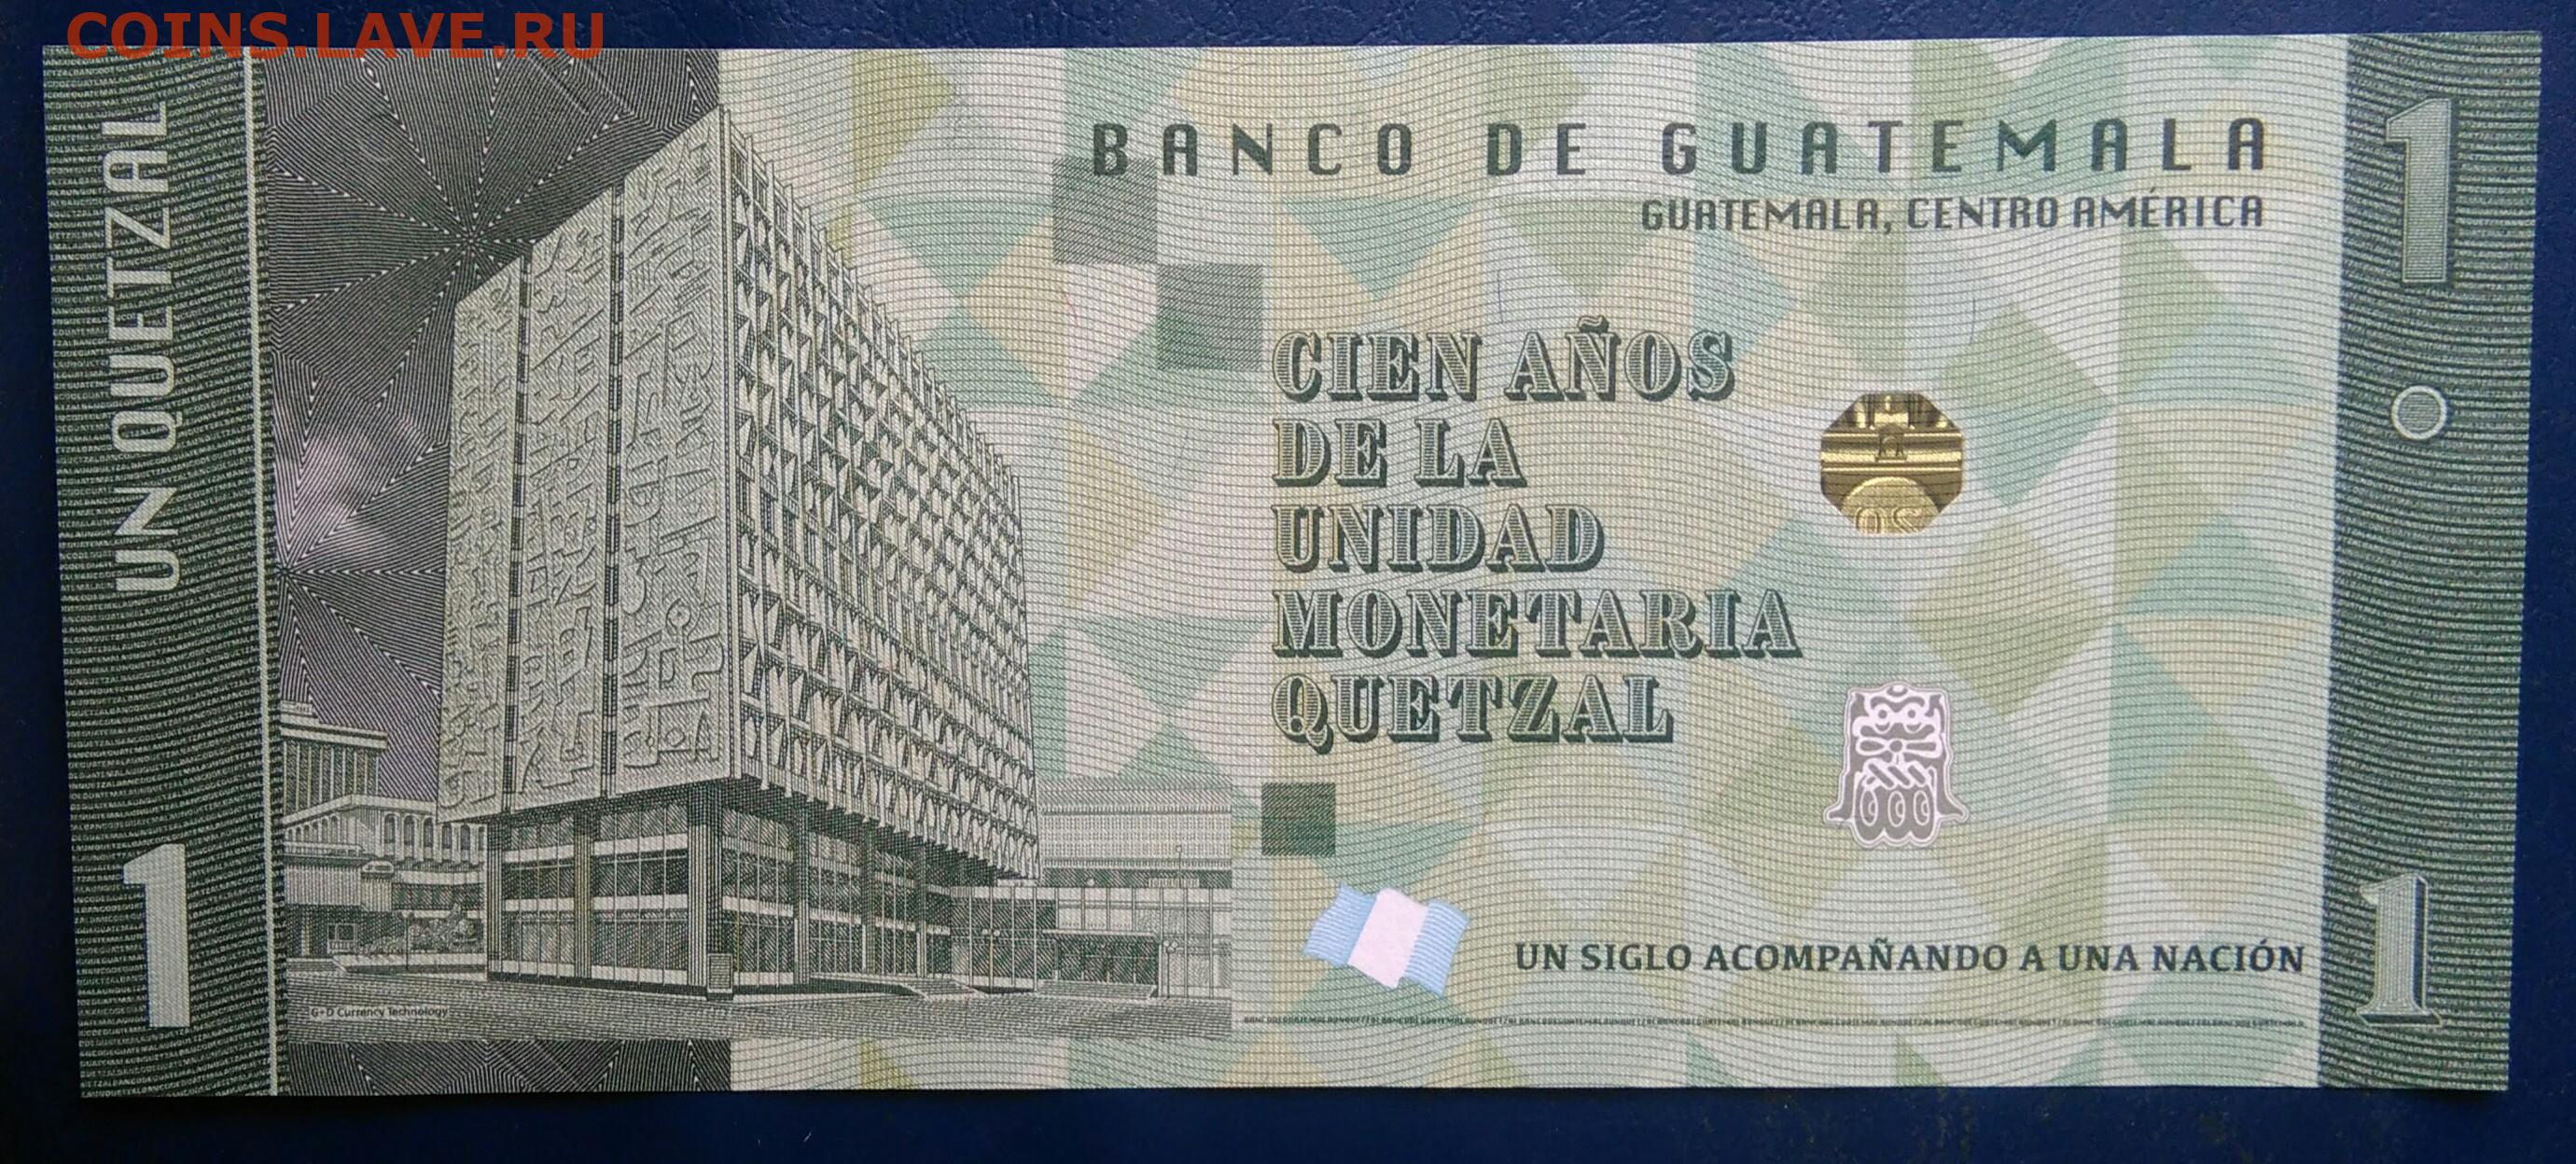 COINS.LAVE.RU
UN QUETZAL
1
BANCO DE GUATEMALA
GUATEMALA, CENTRO AMÉRICA
1
CIEN AÑOS
DE LA
UNIDAD
MONETARIA
QUETZAL
UN SIGLO ACOMPAÑANDO A UNA NACIÓN
1
G+D Currency Technology